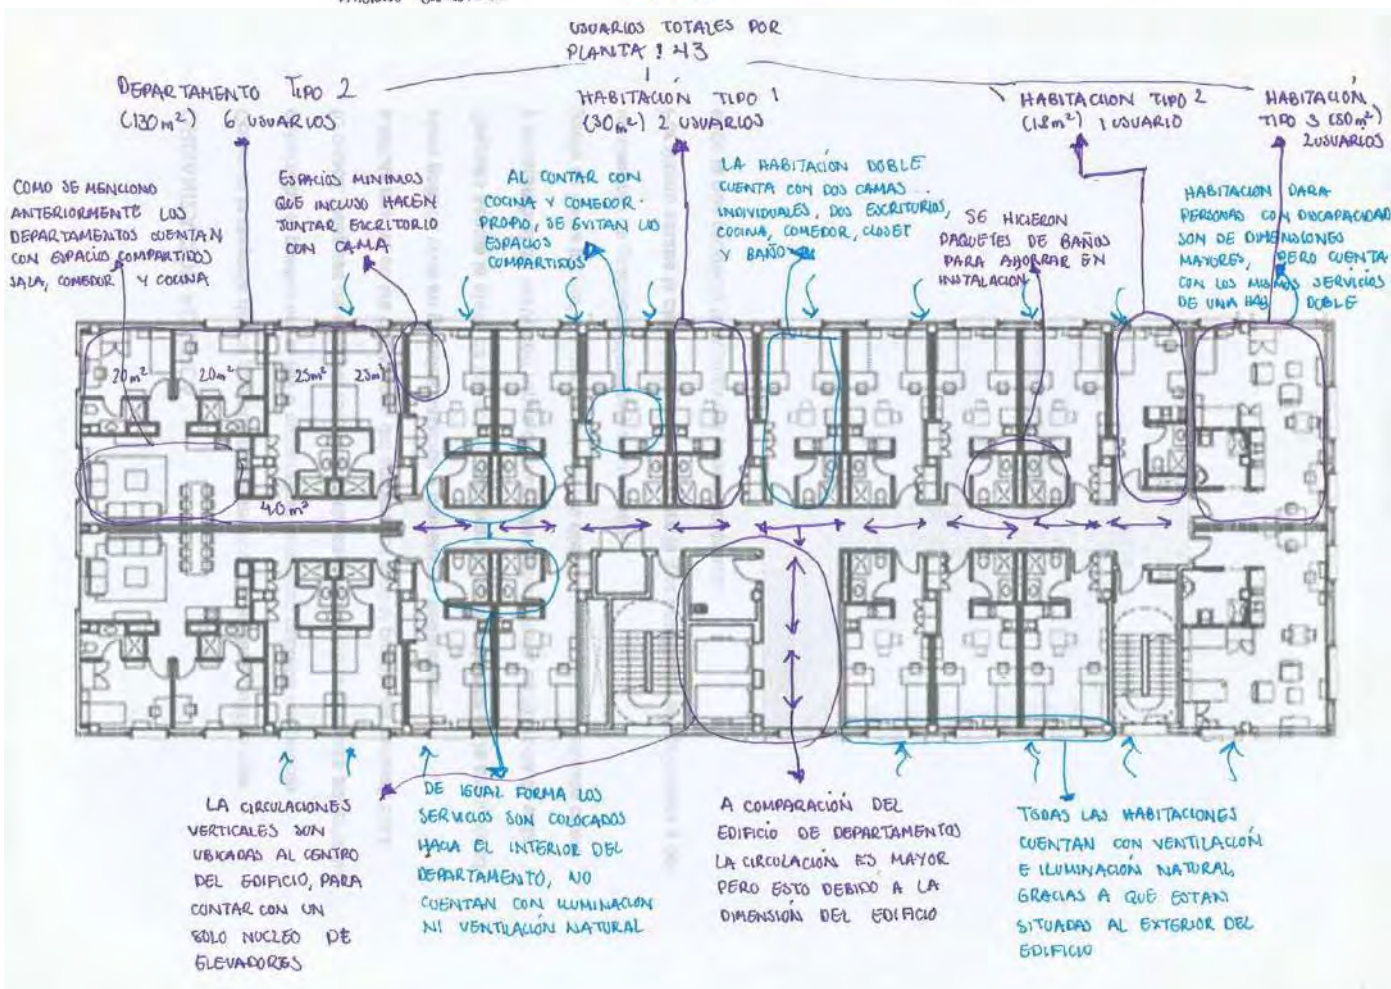 USUARIOS TOTALES POR
PLANTA : 43
DEPARTAMENTO TIPO 2
(130m²) 6 USUARIOS
HABITACIÓN TIPO 1
(30m²) 2 USUARIOS
HABITACION TIPO 2
(18m²) 1 USUARIO
HABITACIÓN
TIPO 3 (50m²)
2 USUARIOS
COMO SE MENCIONO
ANTERIORMENTE LOS
DEPARTAMENTOS CUENTAN
CON ESPACIOS COMPARTIDOS
SALA, COMEDOR Y COCINA
ESPACIOS MINIMOS
QUE INCLUSO HACEN
JUNTAR ESCRITORIO
CON CAMA
AL CONTAR CON
COCINA Y COMEDOR
PROPIO, SE EVITAN LOS
ESPACIOS
COMPARTIDOS
LA HABITACIÓN DOBLE
CUENTA CON DOS CAMAS
INDIVIDUALES, DOS ESCRITORIOS,
COCINA, COMEDOR, CLOSET
Y BAÑO
SE HICIERON
PAQUETES DE BAÑOS
PARA AHORRAR EN
INSTALACION
HABITACION PARA
PERSONAS CON DISCAPACIDAD
SON DE DIMENSIONES
MAYORES, PERO CUENTA
CON LOS MISMOS SERVICIOS
DE UNA HAB. DOBLE
20m² 20m² 25m² 25m²
40m²
LA CIRCULACIONES
VERTICALES SON
UBICADAS AL CENTRO
DEL EDIFICIO, PARA
CONTAR CON UN
SOLO NUCLEO DE
ELEVADORES
DE IGUAL FORMA LOS
SERVICIOS SON COLOCADOS
HACIA EL INTERIOR DEL
DEPARTAMENTO, NO
CUENTAN CON ILUMINACION
NI VENTILACIÓN NATURAL
A COMPARACIÓN DEL
EDIFICIO DE DEPARTAMENTOS
LA CIRCULACIÓN ES MAYOR
PERO ESTO DEBIDO A LA
DIMENSIÓN DEL EDIFICIO
TODAS LAS HABITACIONES
CUENTAN CON VENTILACIÓN
E ILUMINACIÓN NATURAL
GRACIAS A QUE ESTAN
SITUADAS AL EXTERIOR DEL
EDIFICIO